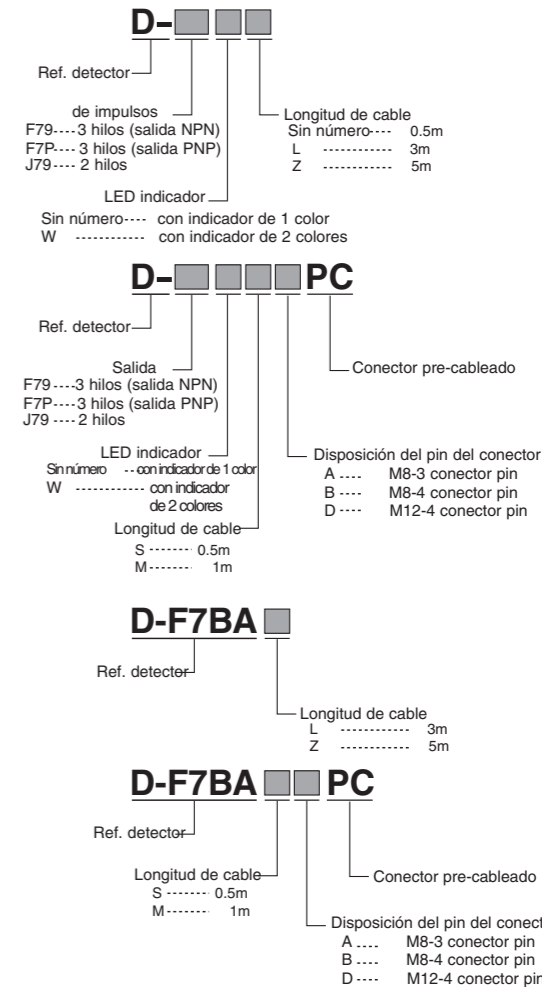 D-
Ref. detector
de impulsos
F79---- 3 hilos (salida NPN)
F7P---- 3 hilos (salida PNP)
J79 ---- 2 hilos
Longitud de cable
Sin número---- 0.5m
L ------------ 3m
Z ------------ 5m
LED indicador
Sin número---- con indicador de 1 color
W ------------ con indicador de 2 colores
D- PC
Ref. detector
Salida
F79 ----3 hilos (salida NPN)
F7P----3 hilos (salida PNP)
J79 ---- 2 hilos
Conector pre-cableado
LED indicador
Sin número -- con indicador de 1 color
W ------------ con indicador
de 2 colores
Disposición del pin del conector
A ---- M8-3 conector pin
B ---- M8-4 conector pin
D ---- M12-4 conector pin
Longitud de cable
S -------- 0.5m
M-------- 1m
D-F7BA
Ref. detector
Longitud de cable
L ------------ 3m
Z ------------ 5m
D-F7BA PC
Ref. detector
Longitud de cable
S ------- 0.5m
M-------- 1m
Conector pre-cableado
Disposición del pin del conect
A ---- M8-3 conector pin
B ---- M8-4 conector pin
D ---- M12-4 conector pin